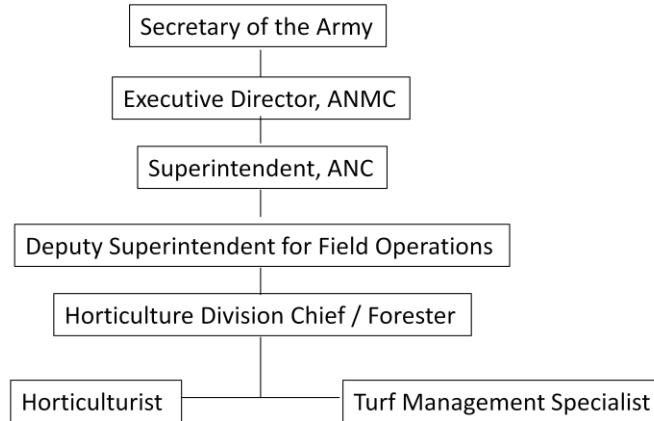 Secretary of the Army
Executive Director, ANMC
Superintendent, ANC
Deputy Superintendent for Field Operations
Horticulture Division Chief / Forester
Horticulturist
Turf Management Specialist